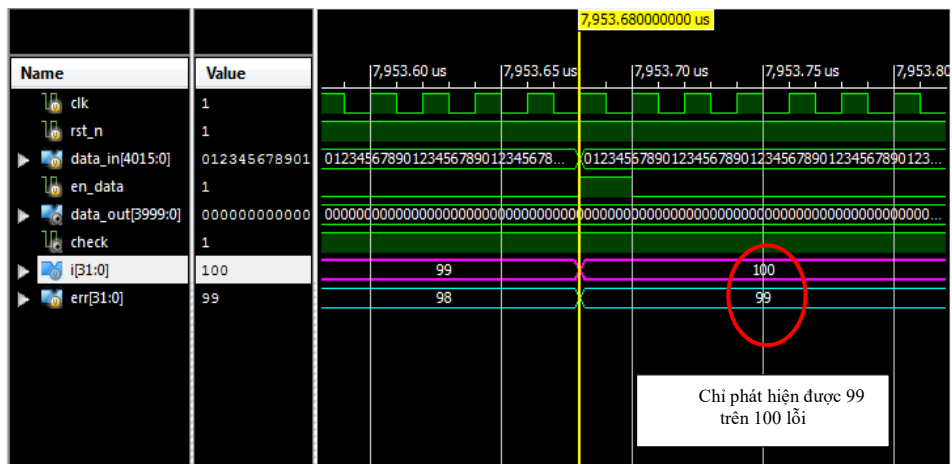 7,953.680000000 us
Name Value 7,953.60 us 7,953.65 us 7,953.70 us 7,953.75 us 7,953.80
clk 1
rst_n 1
data_in[4015:0] 012345678901 01234567890123456789012345678... 01234567890123456789012345678901234567890123...
en_data 1
data_out[3999:0] 000000000000
check 1
i[31:0] 100 99 100
err[31:0] 99 98 99
Chỉ phát hiện được 99
trên 100 lỗi